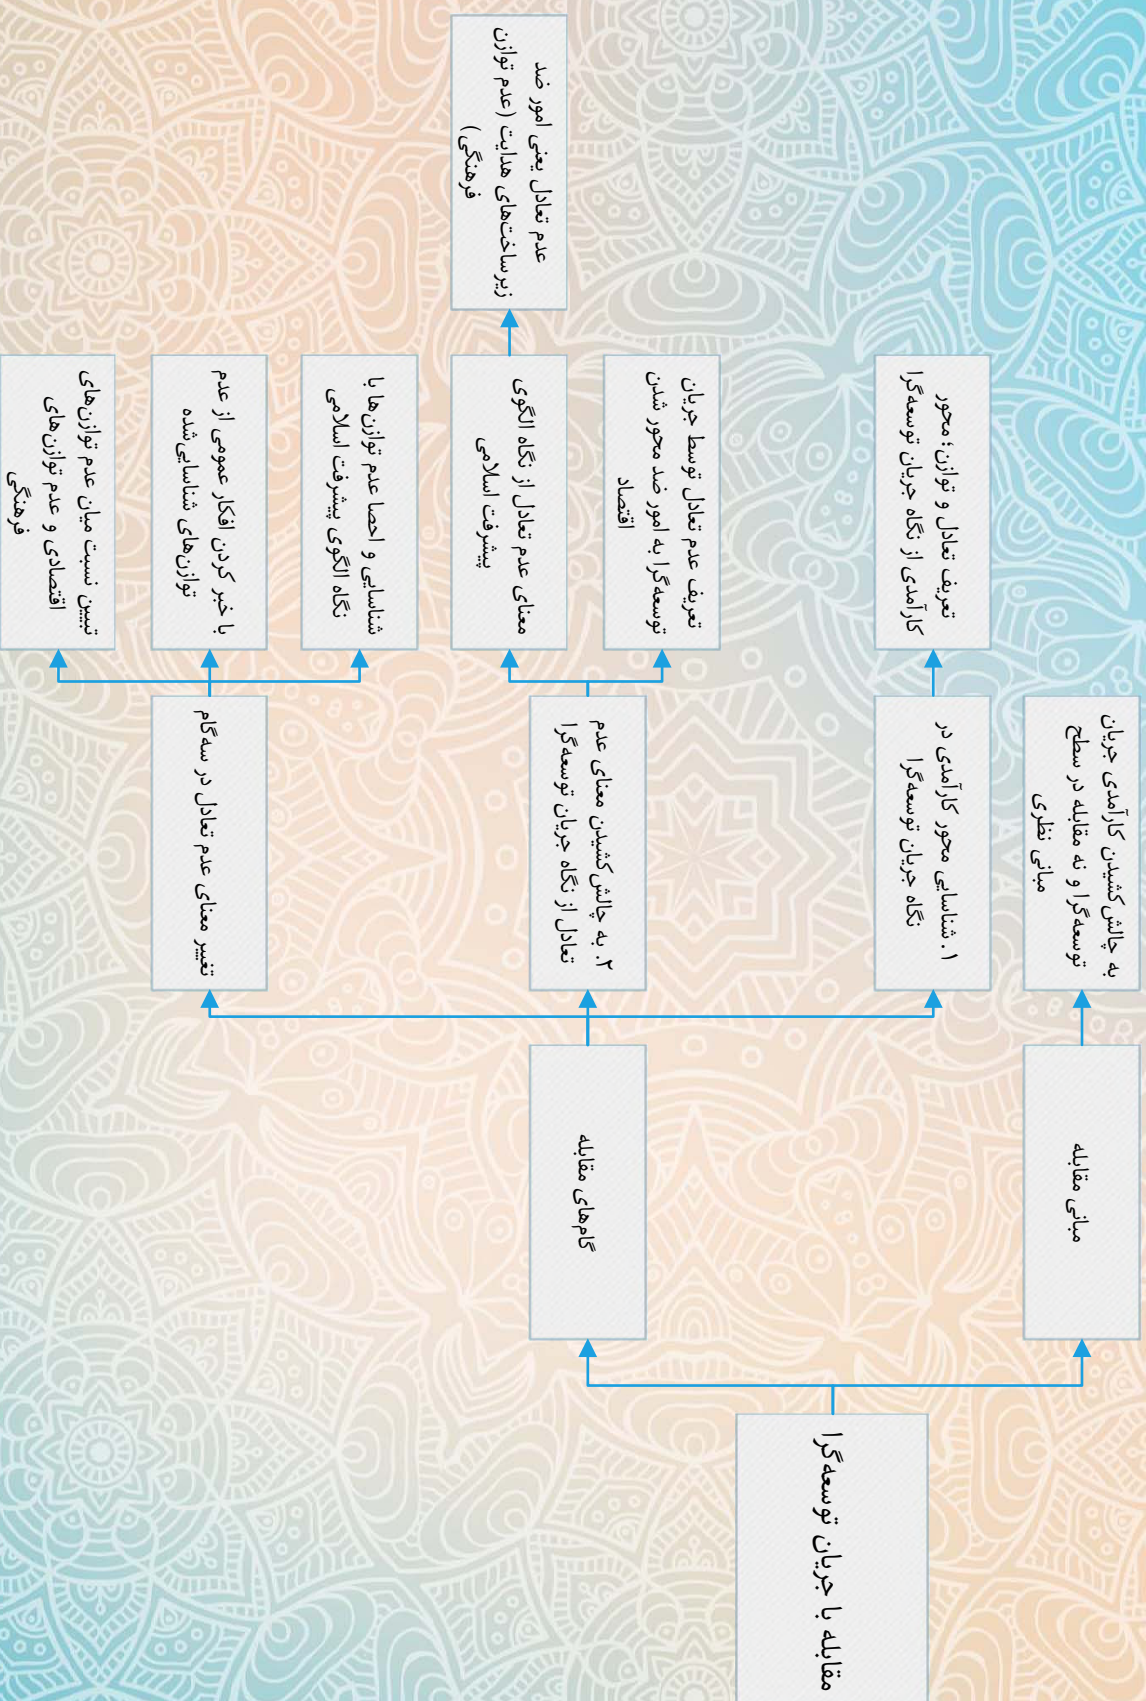 مقابله با جریان توسعه‌گرا
مبانی مقابله
به چالش کشیدن کارآمدی جریان
توسعه‌گرا و نه مقابله در سطح
مبانی نظری
گام‌های مقابله
۱. شناسایی محور کارآمدی در
نگاه جریان توسعه‌گرا
تعریف تعادل و توازن؛ محور
کارآمدی از نگاه جریان توسعه‌گرا
۲. به چالش کشیدن معنای عدم
تعادل از نگاه جریان توسعه‌گرا
تعریف عدم تعادل توسط جریان
توسعه‌گرا به امور ضد محور شدن
اقتصاد
معنای عدم تعادل از نگاه الگوی
پیشرفت اسلامی
عدم تعادل یعنی امور ضد
زیرساخت‌های هدایت (عدم توازن
فرهنگی)
تغییر معنای عدم تعادل در سه گام
شناسایی و احصا عدم توازن‌ها با
نگاه الگوی پیشرفت اسلامی
با خبر کردن افکار عمومی از عدم
توازن‌های شناسایی‌شده
تبیین نسبت میان عدم توازن‌های
اقتصادی و عدم توازن‌های
فرهنگی